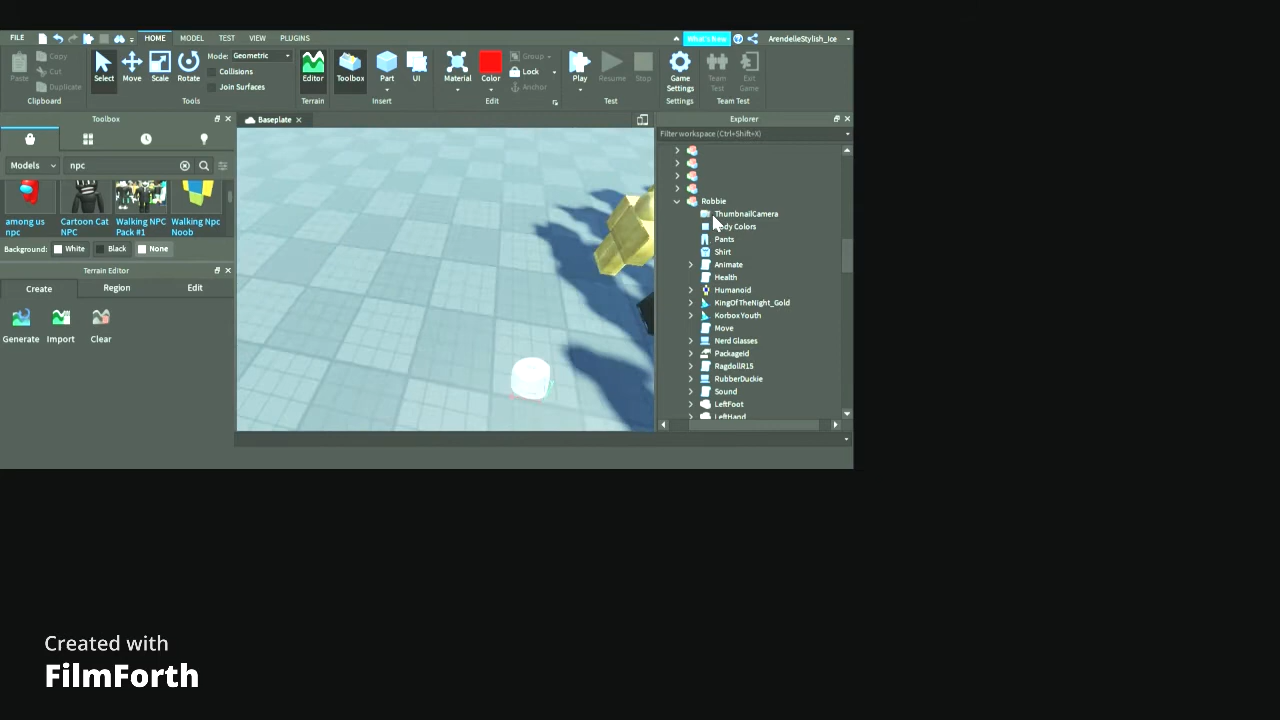 FILE HOME MODEL TEST VIEW PLUGINS What's New ArendelleStylish_Ice
Paste Copy Cut Duplicate
Clipboard
Select Move Scale Rotate
Mode: Geometric
Collisions
Join Surfaces
Tools
Editor
Terrain
Toolbox Part UI
Insert
Material Color Group Lock Anchor
Edit
Play Resume Stop
Test
Game Settings
Settings
Team Test Exit Game
Team Test
Toolbox
Models npc
among us npc
Cartoon Cat NPC
Walking NPC Pack #1
Walking Npc Noob
Background: White Black None
Terrain Editor
Create Region Edit
Generate Import Clear
Baseplate
Explorer
Filter workspace (Ctrl+Shift+X)
Robbie
ThumbnailCamera
dy Colors
Pants
Shirt
Animate
Health
Humanoid
KingOfTheNight_Gold
KorboxYouth
Move
Nerd Glasses
PackageId
RagdollR15
RubberDuckie
Sound
LeftFoot
LeftHand
Created with
FilmForth